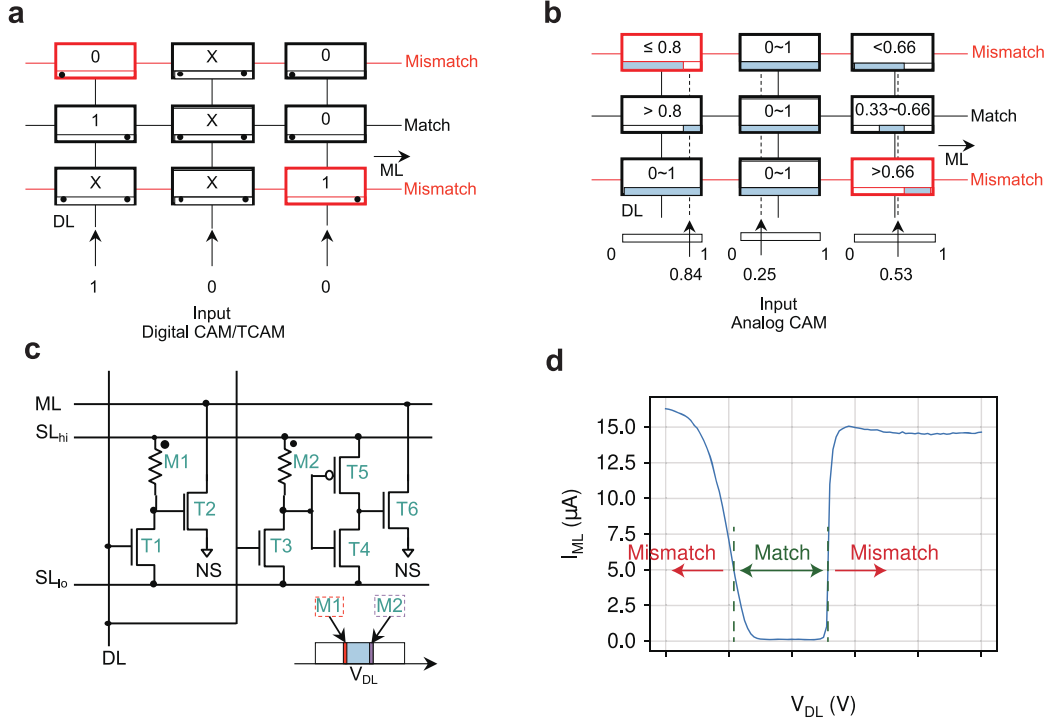 a
0
X
0
Mismatch
1
X
0
Match
X
X
1
Mismatch
ML
DL
1
0
0
Input
Digital CAM/TCAM
b
≤ 0.8
0~1
<0.66
Mismatch
> 0.8
0~1
0.33~0.66
Match
0~1
0~1
>0.66
Mismatch
ML
DL
0 1 0 1 0 1
0.84 0.25 0.53
Input
Analog CAM
c
ML
SLhi
M1
M2
T5
T2
T6
T1
T3
T4
NS
NS
SLlo
M1
M2
DL
VDL
d
15.0
12.5
10.0
7.5
5.0
2.5
0.0
IML (µA)
Mismatch
Match
Mismatch
VDL (V)